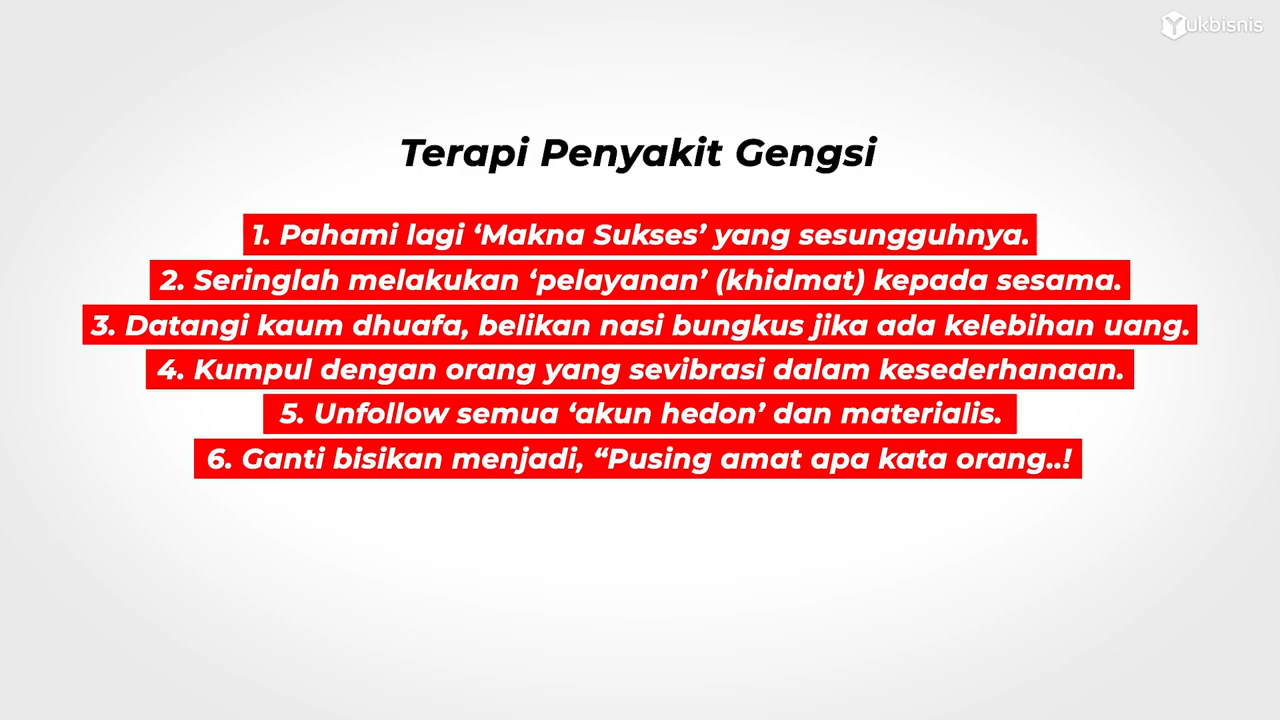 Yukbisnis
Terapi Penyakit Gengsi
1. Pahami lagi ‘Makna Sukses’ yang sesungguhnya.
2. Seringlah melakukan ‘pelayanan’ (khidmat) kepada sesama.
3. Datangi kaum dhuafa, belikan nasi bungkus jika ada kelebihan uang.
4. Kumpul dengan orang yang sevibrasi dalam kesederhanaan.
5. Unfollow semua ‘akun hedon’ dan materialis.
6. Ganti bisikan menjadi, “Pusing amat apa kata orang..!